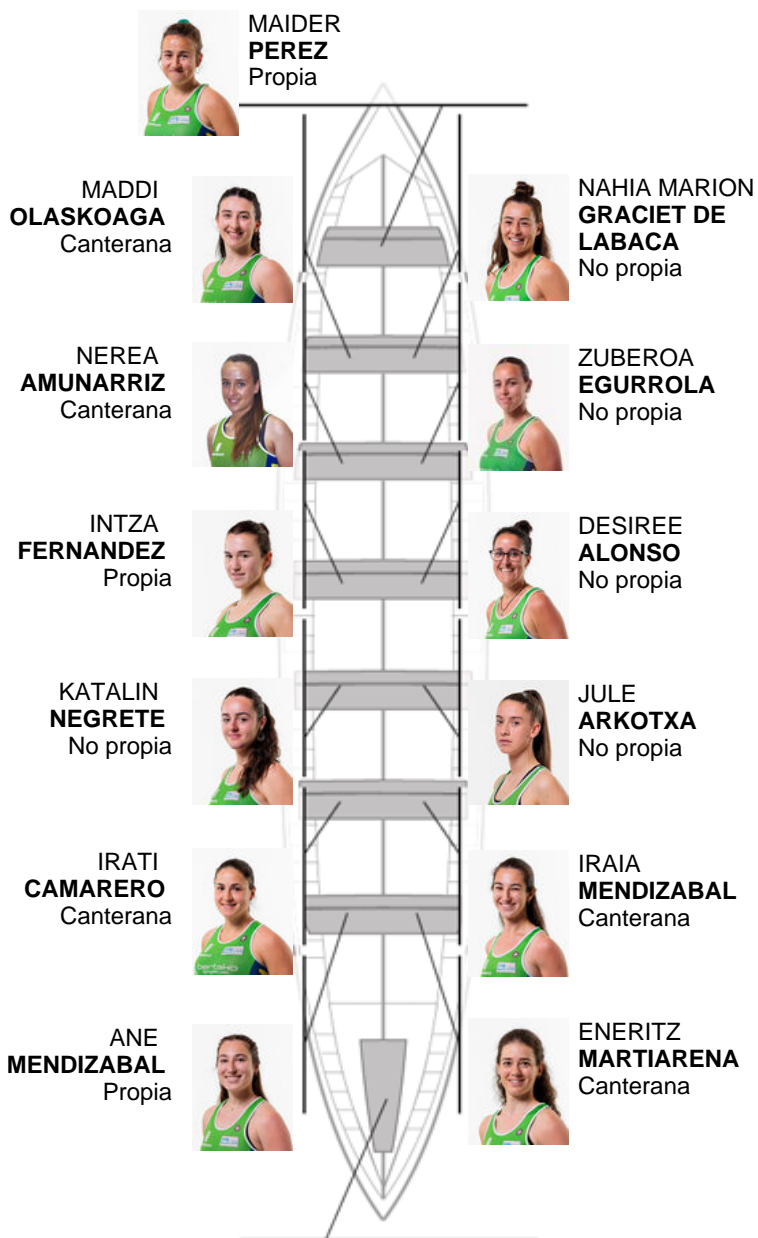 MAIDER
PEREZ
Propia
MADDI
OLASKOAGA
Canterana
NAHIA MARION
GRACIET DE
LABACA
No propia
NEREA
AMUNARRIZ
Canterana
ZUBEROA
EGURROLA
No propia
INTZA
FERNANDEZ
Propia
DESIREE
ALONSO
No propia
KATALIN
NEGRETE
No propia
JULE
ARKOTXA
No propia
IRATI
CAMARERO
Canterana
IRAIA
MENDIZABAL
Canterana
ANE
MENDIZABAL
Propia
ENERITZ
MARTIARENA
Canterana